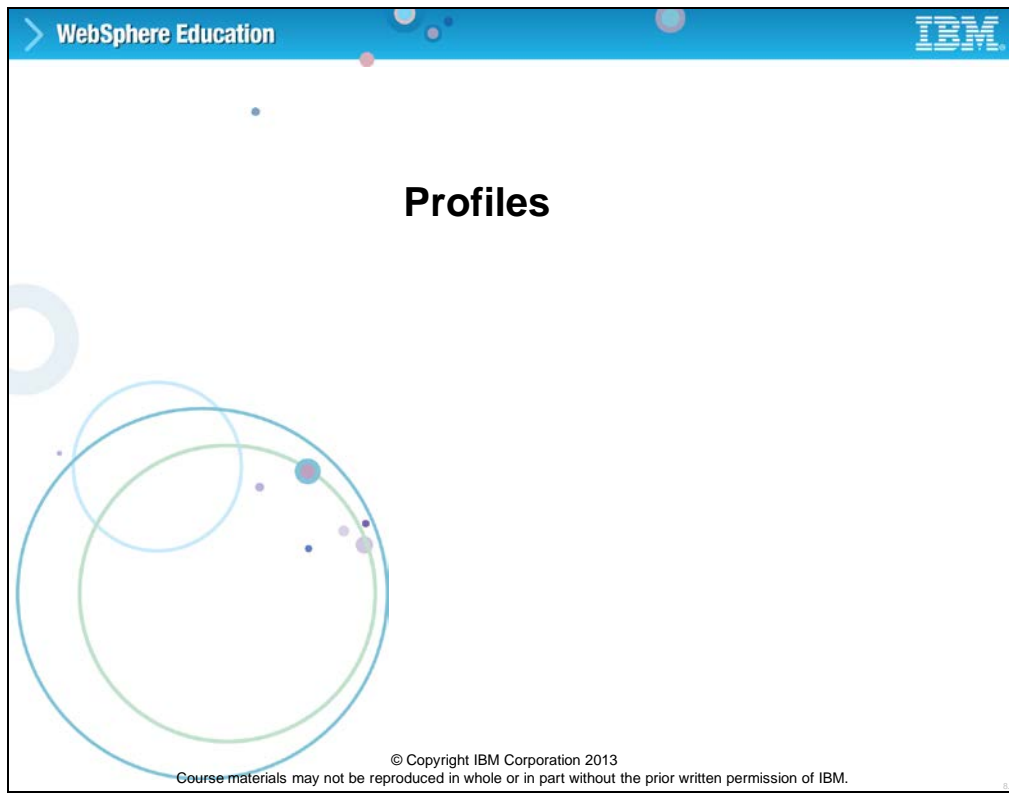 WebSphere Education
IBM
Profiles
© Copyright IBM Corporation 2013
Course materials may not be reproduced in whole or in part without the prior written permission of IBM.